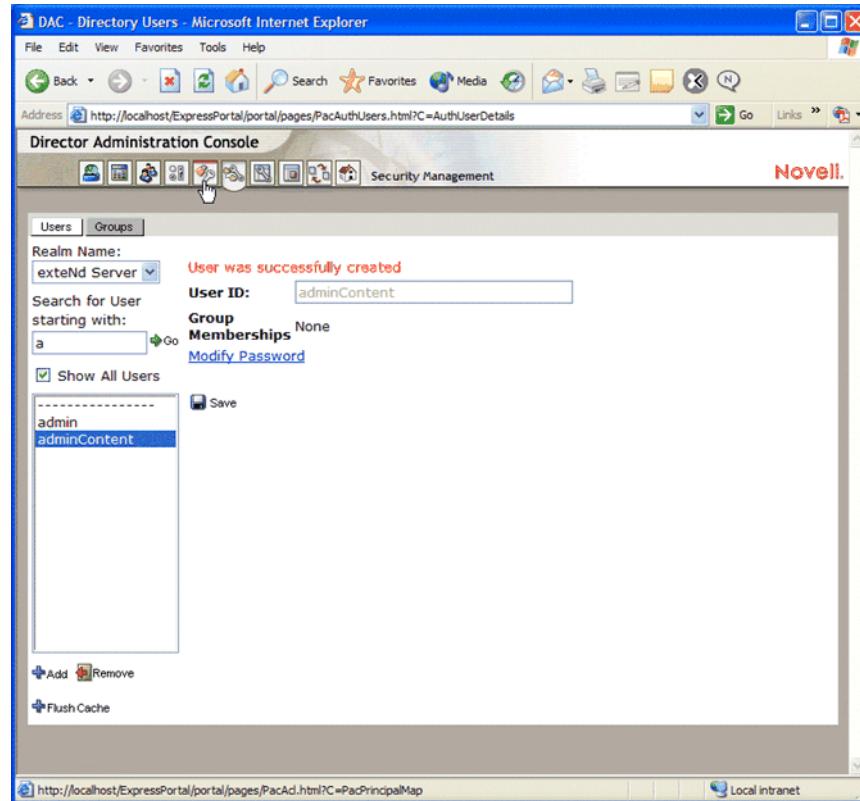 DAC - Directory Users - Microsoft Internet Explorer
File Edit View Favorites Tools Help
Back Search Favorites Media
Address http://localhost/ExpressPortal/portal/pages/PacAuthUsers.html?C=AuthUserDetails Go Links »
Director Administration Console
Security Management Novell.
Users Groups
Realm Name:
exteNd Server
User was successfully created
User ID: adminContent
Search for User
starting with:
a Go
Group
Memberships None
Modify Password
Show All Users
Save
----------------
admin
adminContent
Add Remove
Flush Cache
http://localhost/ExpressPortal/portal/pages/PacAcl.html?C=PacPrincipalMap Local intranet